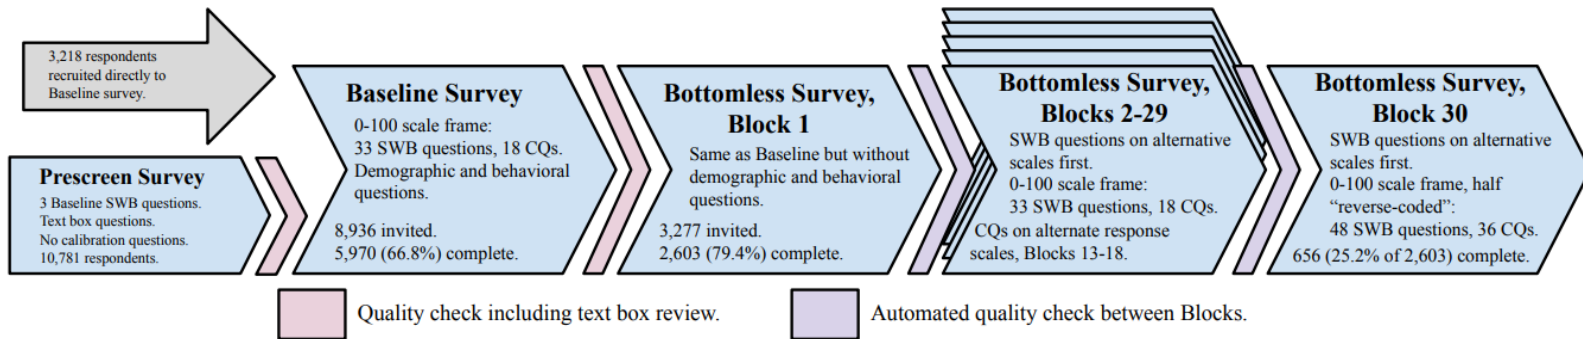 3,218 respondents
recruited directly to
Baseline survey.
Prescreen Survey
3 Baseline SWB questions.
Text box questions.
No calibration questions.
10,781 respondents.
Baseline Survey
0-100 scale frame:
33 SWB questions, 18 CQs.
Demographic and behavioral
questions.
8,936 invited.
5,970 (66.8%) complete.
Bottomless Survey,
Block 1
Same as Baseline but without
demographic and behavioral
questions.
3,277 invited.
2,603 (79.4%) complete.
Bottomless Survey,
Blocks 2-29
SWB questions on alternative
scales first.
0-100 scale frame:
33 SWB questions, 18 CQs.
CQs on alternate response
scales, Blocks 13-18.
Bottomless Survey,
Block 30
SWB questions on alternative
scales first.
0-100 scale frame, half
“reverse-coded”:
48 SWB questions, 36 CQs.
656 (25.2% of 2,603) complete.
Quality check including text box review.
Automated quality check between Blocks.